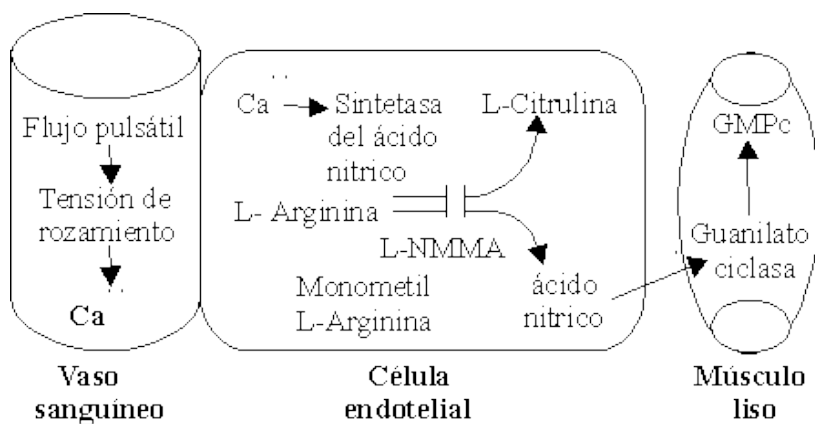 Flujo pulsátil
Tensión de
rozamiento
Ca
Vaso
sanguíneo
Ca
Sintetasa
del ácido
nitrico
L-Citrulina
L- Arginina
L-NMMA
Monometil
L-Arginina
ácido
nitrico
Célula
endotelial
GMPc
Guanilato
ciclasa
Músculo
liso